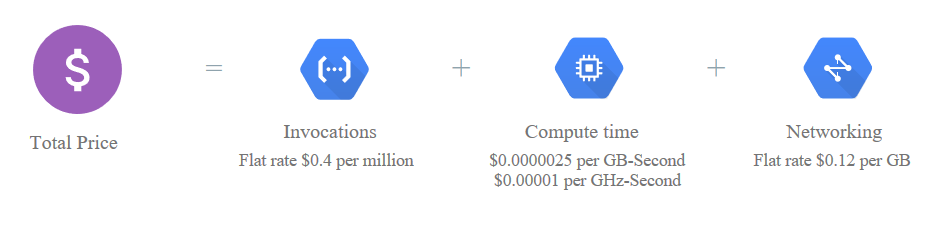 $
=
+
+
Total Price
Invocations
Flat rate $0.4 per million
Compute time
$0.0000025 per GB-Second
$0.00001 per GHz-Second
Networking
Flat rate $0.12 per GB